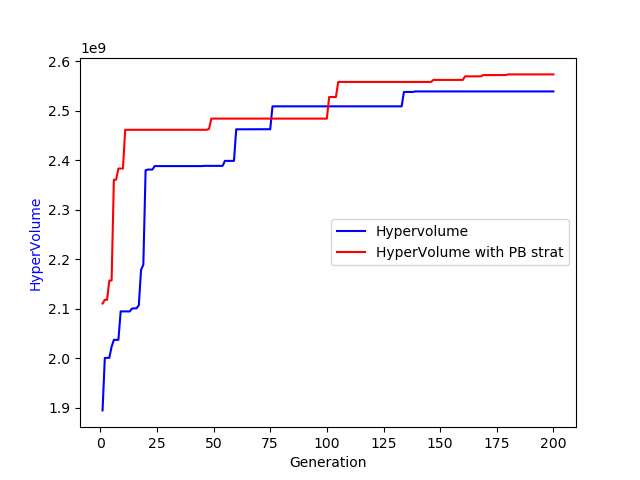 1e9
2.6
2.5
2.4
2.3
2.2
2.1
2.0
1.9
HyperVolume
Hypervolume
HyperVolume with PB strat
0 25 50 75 100 125 150 175 200
Generation